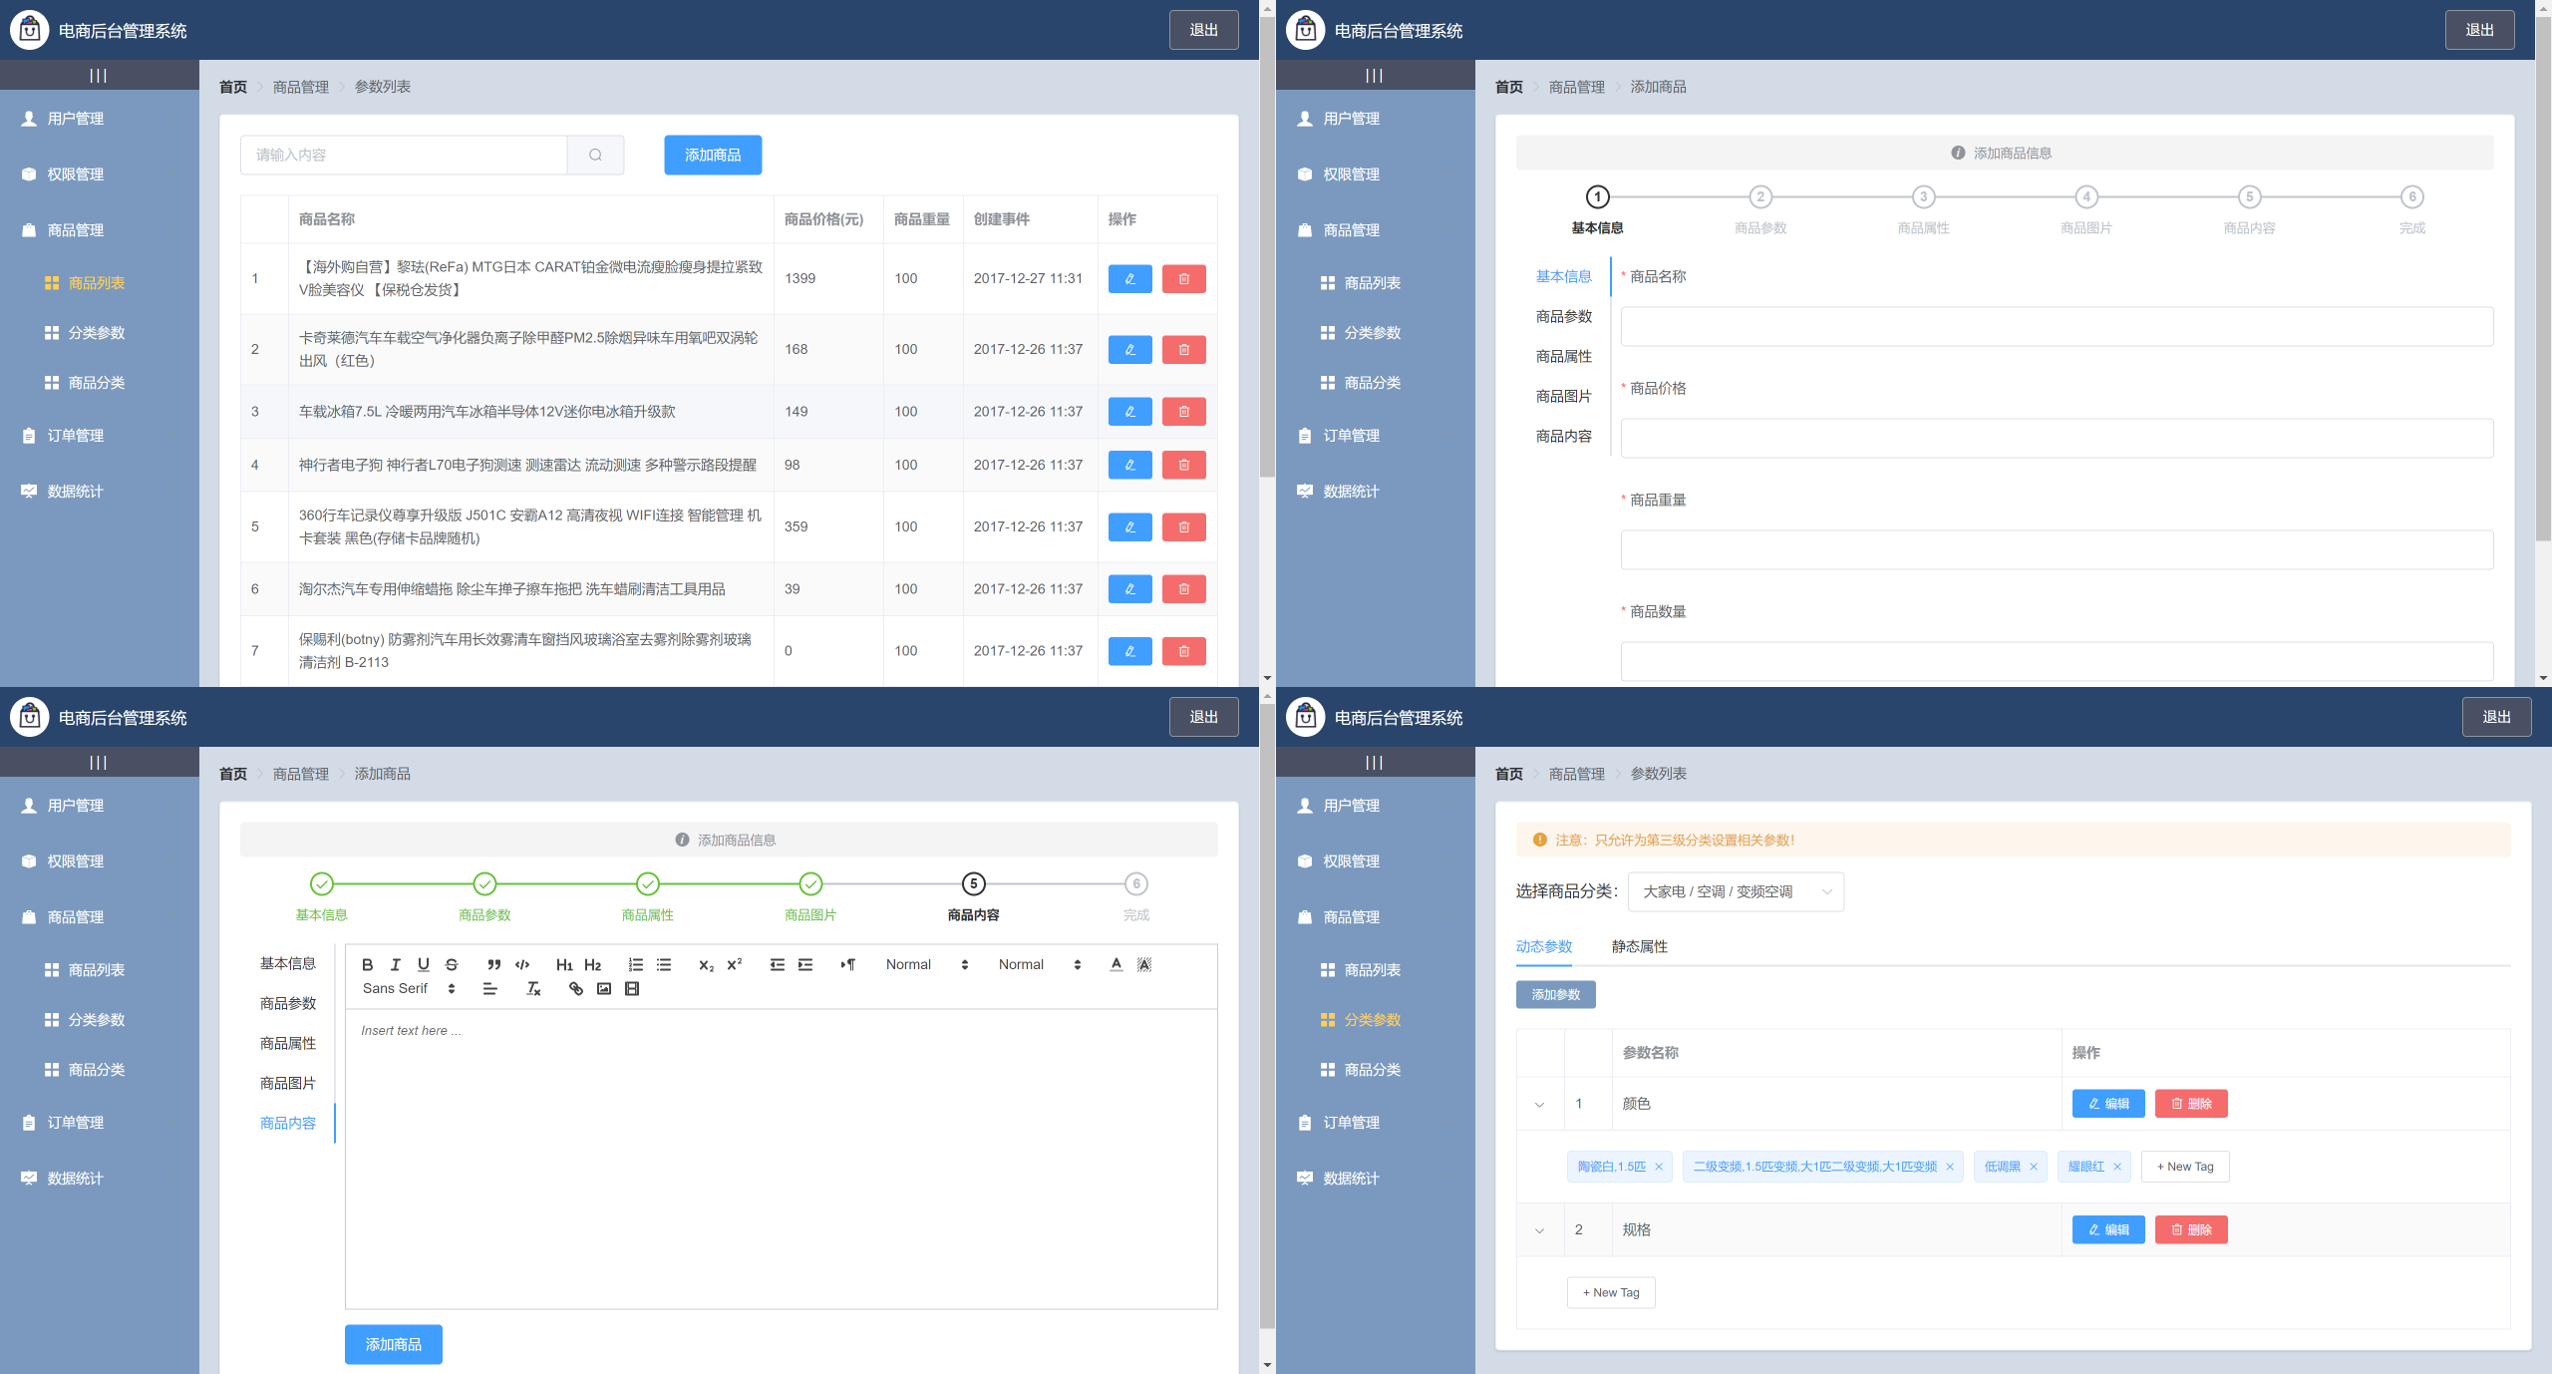 电商后台管理系统
退出
|||
首页
商品管理
参数列表
用户管理
权限管理
商品管理
商品列表
分类参数
商品分类
订单管理
数据统计
请输入内容
添加商品
商品名称 商品价格(元) 商品重量 创建事件 操作
1 【海外购自营】黎珐(ReFa) MTG日本 CARAT铂金微电流瘦脸瘦身提拉紧致
V脸美容仪 【保税仓发货】 1399 100 2017-12-27 11:31
2 卡奇莱德汽车车载空气净化器负离子除甲醛PM2.5除烟异味车用氧吧双涡轮
出风（红色） 168 100 2017-12-26 11:37
3 车载冰箱7.5L 冷暖两用汽车冰箱半导体12V迷你电冰箱升级款 149 100 2017-12-26 11:37
4 神行者电子狗 神行者L70电子狗测速 测速雷达 流动测速 多种警示路段提醒 98 100 2017-12-26 11:37
5 360行车记录仪尊享升级版 J501C 安霸A12 高清夜视 WIFI连接 智能管理 机
卡套装 黑色(存储卡品牌随机) 359 100 2017-12-26 11:37
6 淘尔杰汽车专用伸缩蜡拖 除尘车掸子擦车拖把 洗车蜡刷清洁工具用品 39 100 2017-12-26 11:37
7 保赐利(botny) 防雾剂汽车用长效雾清车窗挡风玻璃浴室去雾剂除雾剂玻璃
清洁剂 B-2113 0 100 2017-12-26 11:37
电商后台管理系统
退出
|||
首页
商品管理
添加商品
用户管理
权限管理
商品管理
商品列表
分类参数
商品分类
订单管理
数据统计
添加商品信息
1 2 3 4 5 6
基本信息 商品参数 商品属性 商品图片 商品内容 完成
基本信息
商品参数
商品属性
商品图片
商品内容
* 商品名称
* 商品价格
* 商品重量
* 商品数量
电商后台管理系统
退出
|||
首页
商品管理
添加商品
用户管理
权限管理
商品管理
商品列表
分类参数
商品分类
订单管理
数据统计
添加商品信息
5 6
基本信息 商品参数 商品属性 商品图片 商品内容 完成
基本信息
商品参数
商品属性
商品图片
商品内容
B I U S H1 H2 X2 X2 Normal Normal A A
Sans Serif
Insert text here ...
添加商品
电商后台管理系统
退出
|||
首页
商品管理
参数列表
用户管理
权限管理
商品管理
商品列表
分类参数
商品分类
订单管理
数据统计
注意：只允许为第三级分类设置相关参数!
选择商品分类： 大家电 / 空调 / 变频空调
动态参数 静态属性
添加参数
参数名称 操作
1 颜色 编辑 删除
陶瓷白,1.5匹 × 二级变频,1.5匹变频,大1匹二级变频,大1匹变频 × 低调黑 × 耀眼红 × + New Tag
2 规格 编辑 删除
+ New Tag